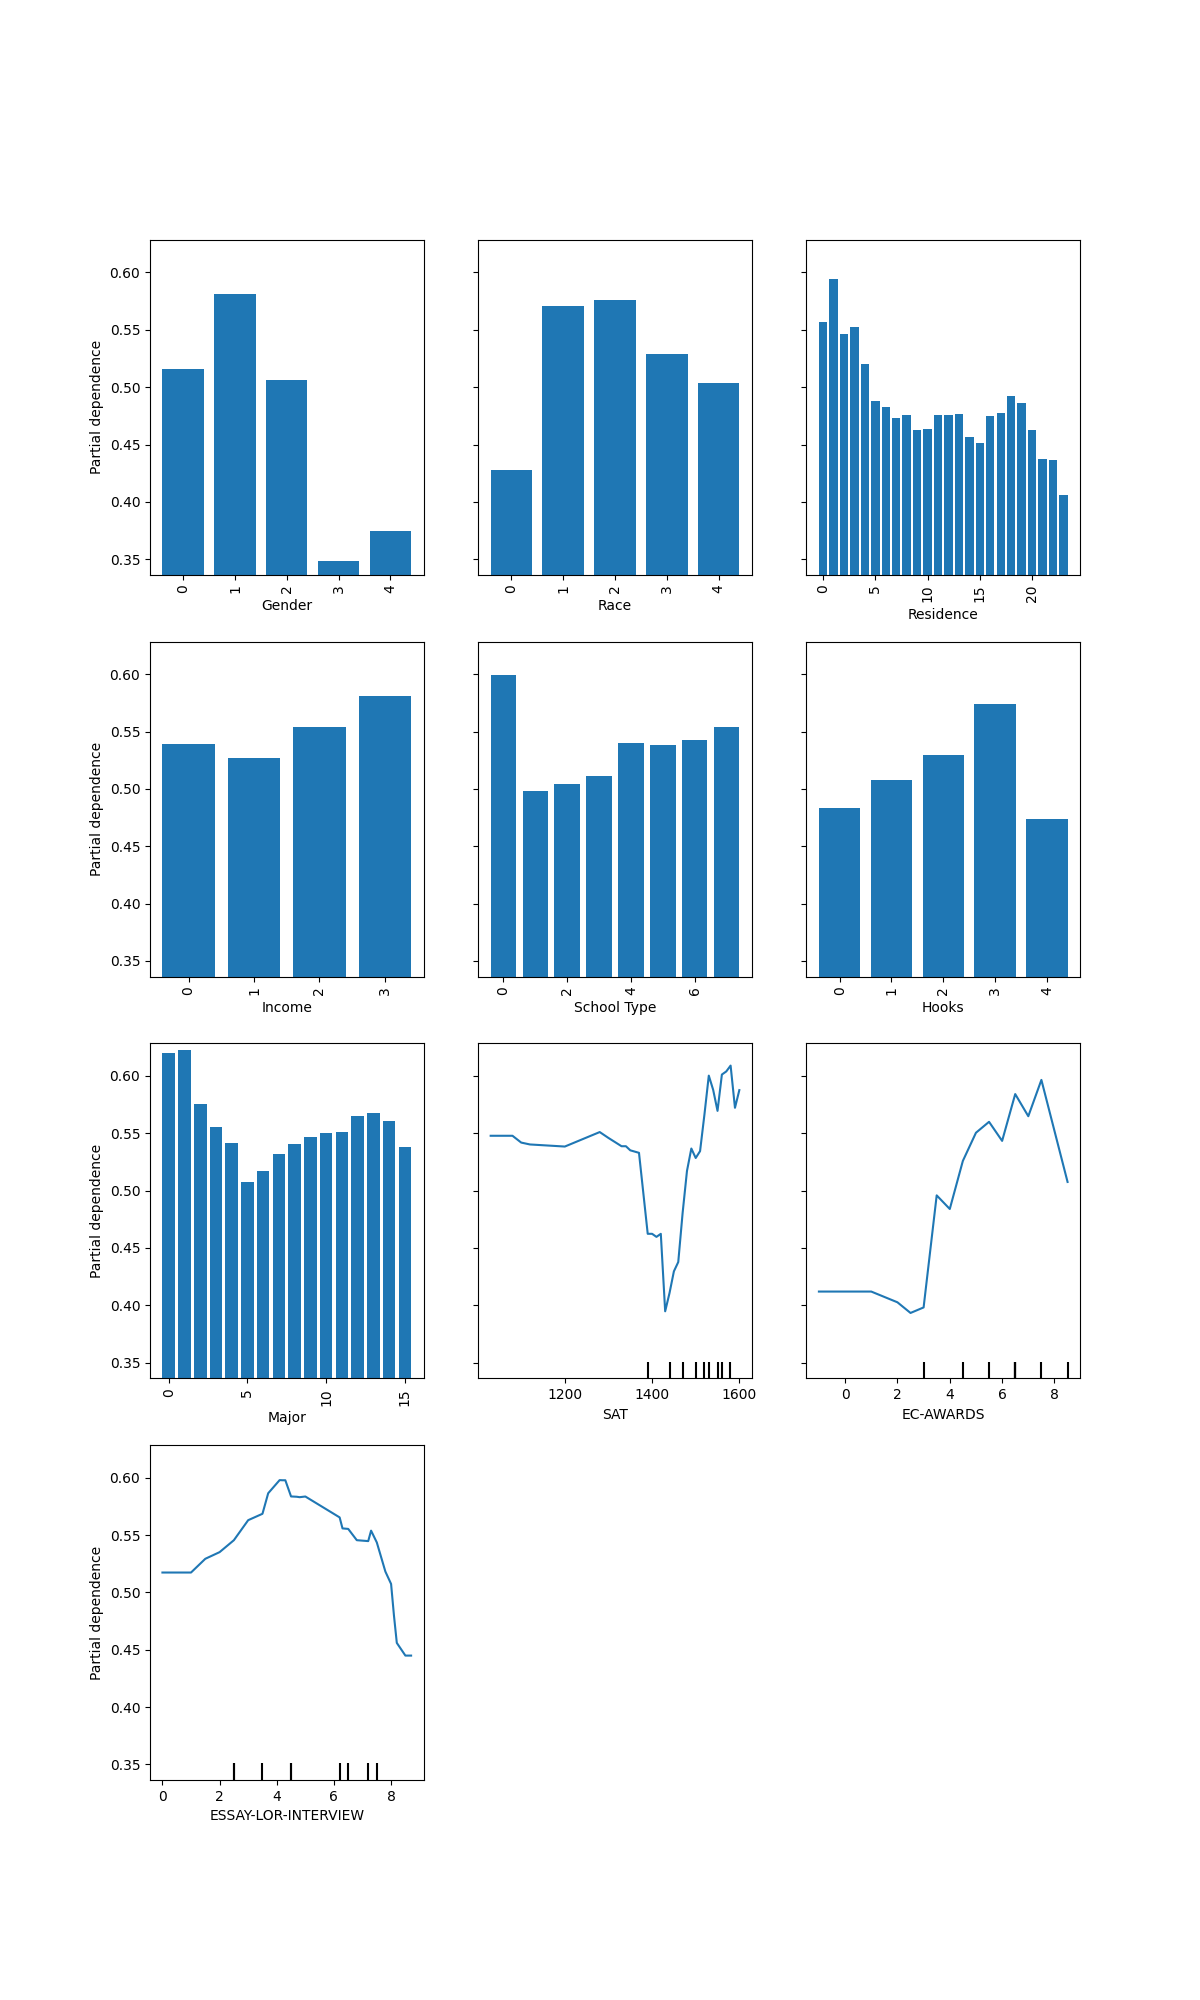 0.60
0.55
0.50
0.45
0.40
0.35
Partial dependence
0 1 2 3 4
Gender
0 1 2 3 4
Race
0 5 10 15 20
Residence
0.60
0.55
0.50
0.45
0.40
0.35
Partial dependence
0 1 2 3
Income
0 2 4 6
School Type
0 1 2 3 4
Hooks
0.60
0.55
0.50
0.45
0.40
0.35
Partial dependence
0 5 10 15
Major
1200 1400 1600
SAT
0 2 4 6 8
EC-AWARDS
0.60
0.55
0.50
0.45
0.40
0.35
Partial dependence
0 2 4 6 8
ESSAY-LOR-INTERVIEW